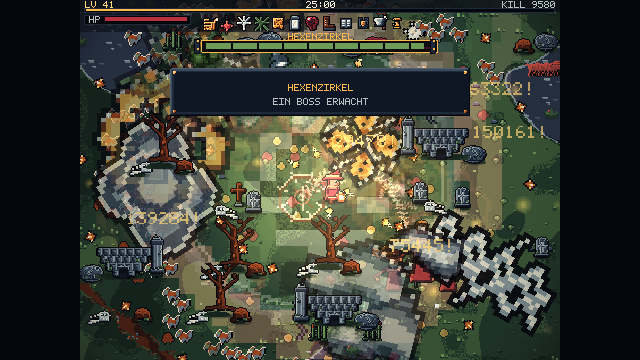 LV 41
25:00
KILL 9580
HP
HEXENZIRKEL
HEXENZIRKEL
EIN BOSS ERWACHT
150161!